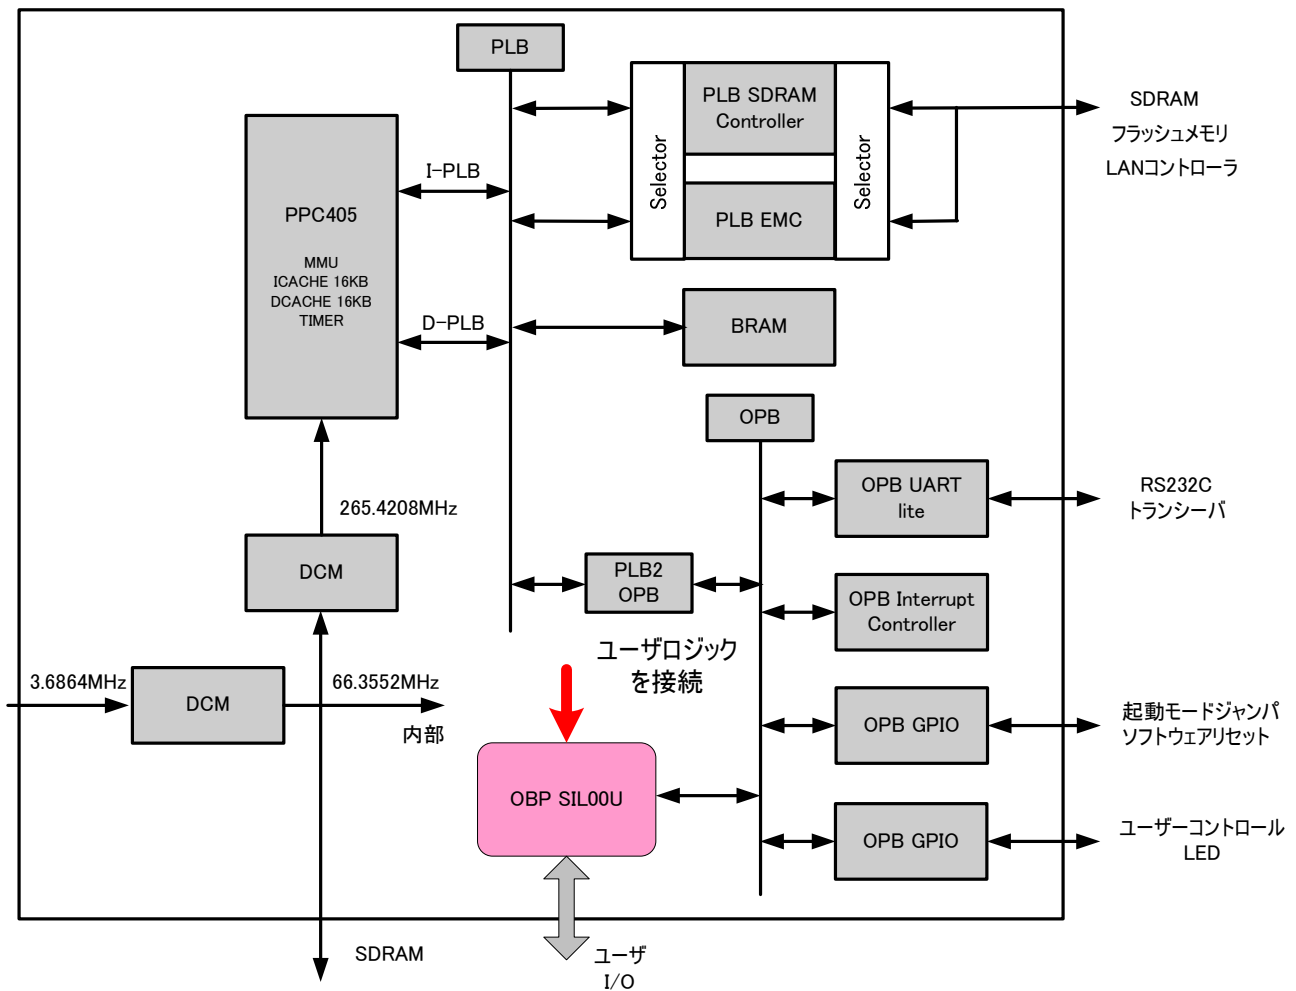 PLB
PLB SDRAM
Controller
Selector
Selector
PLB EMC
SDRAM
フラッシュメモリ
LANコントローラ
I-PLB
PPC405
MMU
ICACHE 16KB
DCACHE 16KB
TIMER
D-PLB
BRAM
OPB
265.4208MHz
OPB UART
lite
RS232C
トランシーバ
DCM
PLB2
OPB
OPB Interrupt
Controller
ユーザロジック
を接続
3.6864MHz
DCM
66.3552MHz
内部
OPB GPIO
起動モードジャンパ
ソフトウェアリセット
OBP SIL00U
OPB GPIO
ユーザーコントロール
LED
SDRAM
ユーザ
I/O